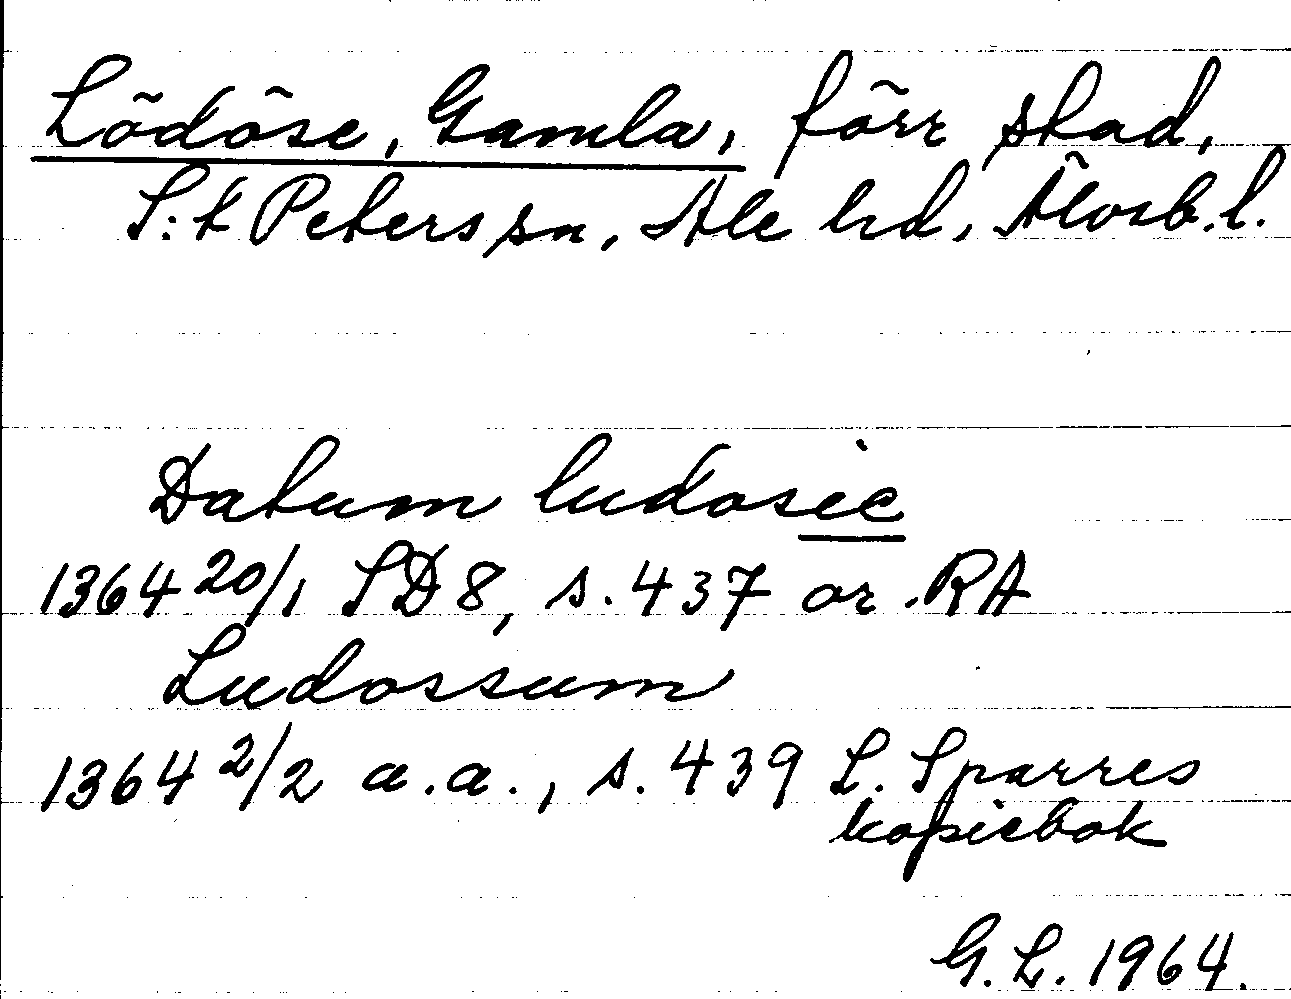 Lödöse, Gamla, förr stad,
S:t Peters sn, Ale hd, Älvsb. l.
Datum ludosie
1364 20/1 SD 8, s. 437 or. RA
Ludossum
1364 2/2 a.a., s. 439 L. Sparres
kopiebok
G.L. 1964.